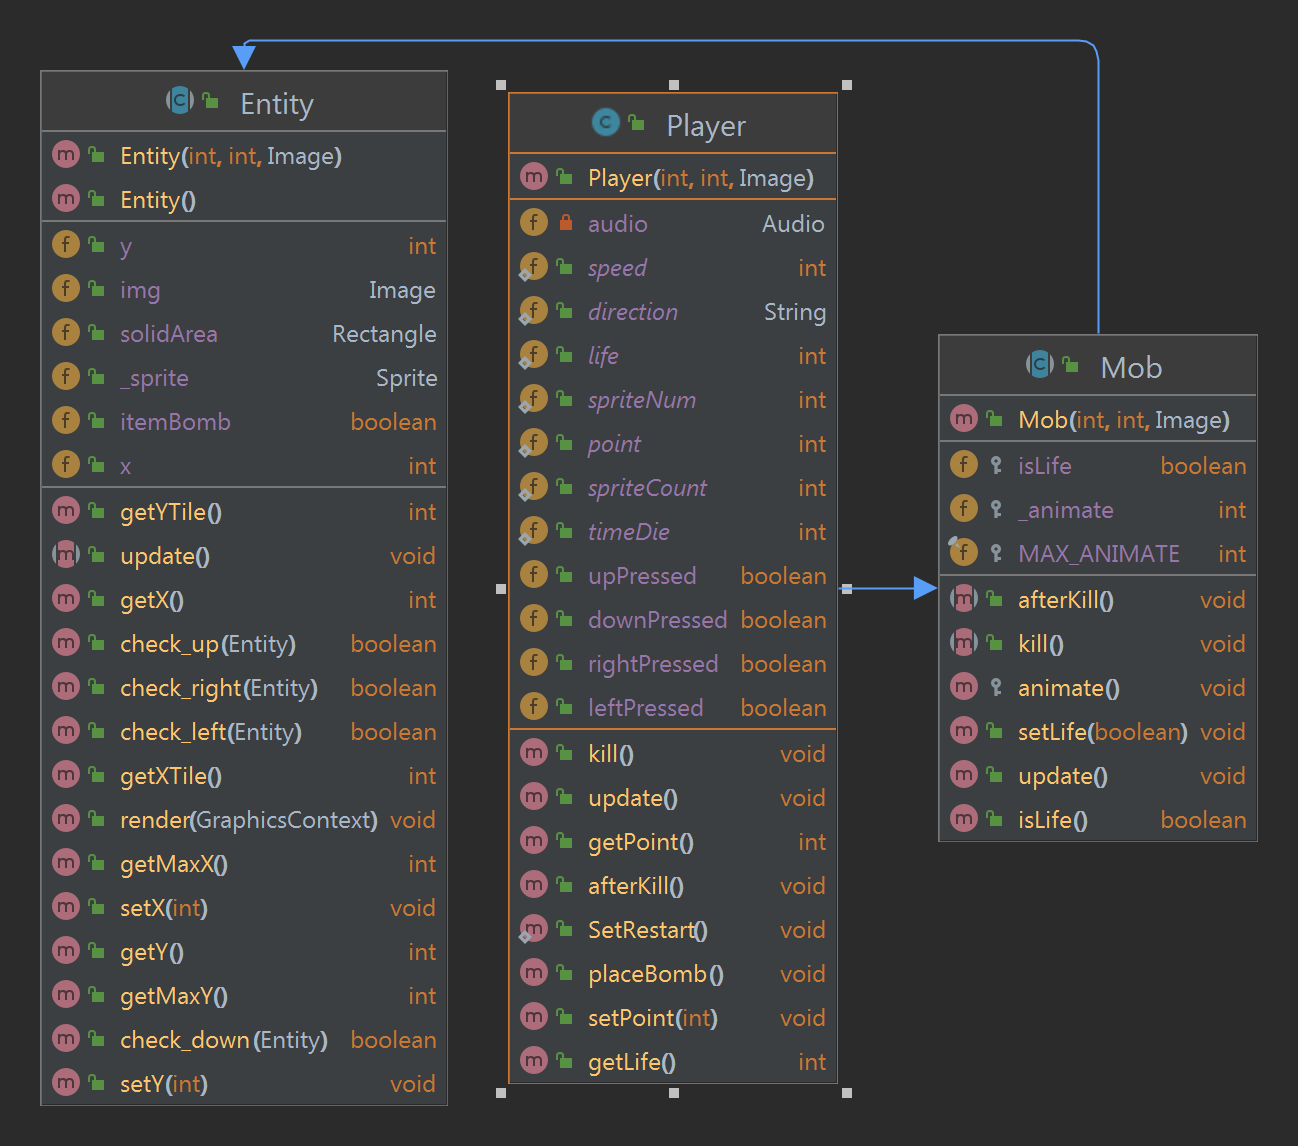 Entity
Entity(int, int, Image)
Entity()
y int
img Image
solidArea Rectangle
_sprite Sprite
itemBomb boolean
x int
getYTile() int
update() void
getX() int
check_up(Entity) boolean
check_right(Entity) boolean
check_left(Entity) boolean
getXTile() int
render(GraphicsContext) void
getMaxX() int
setX(int) void
getY() int
getMaxY() int
check_down(Entity) boolean
setY(int) void
Player
Player(int, int, Image)
audio Audio
speed int
direction String
life int
spriteNum int
point int
spriteCount int
timeDie int
upPressed boolean
downPressed boolean
rightPressed boolean
leftPressed boolean
kill() void
update() void
getPoint() int
afterKill() void
SetRestart() void
placeBomb() void
setPoint(int) void
getLife() int
Mob
Mob(int, int, Image)
isLife boolean
_animate int
MAX_ANIMATE int
afterKill() void
kill() void
animate() void
setLife(boolean) void
update() void
isLife() boolean